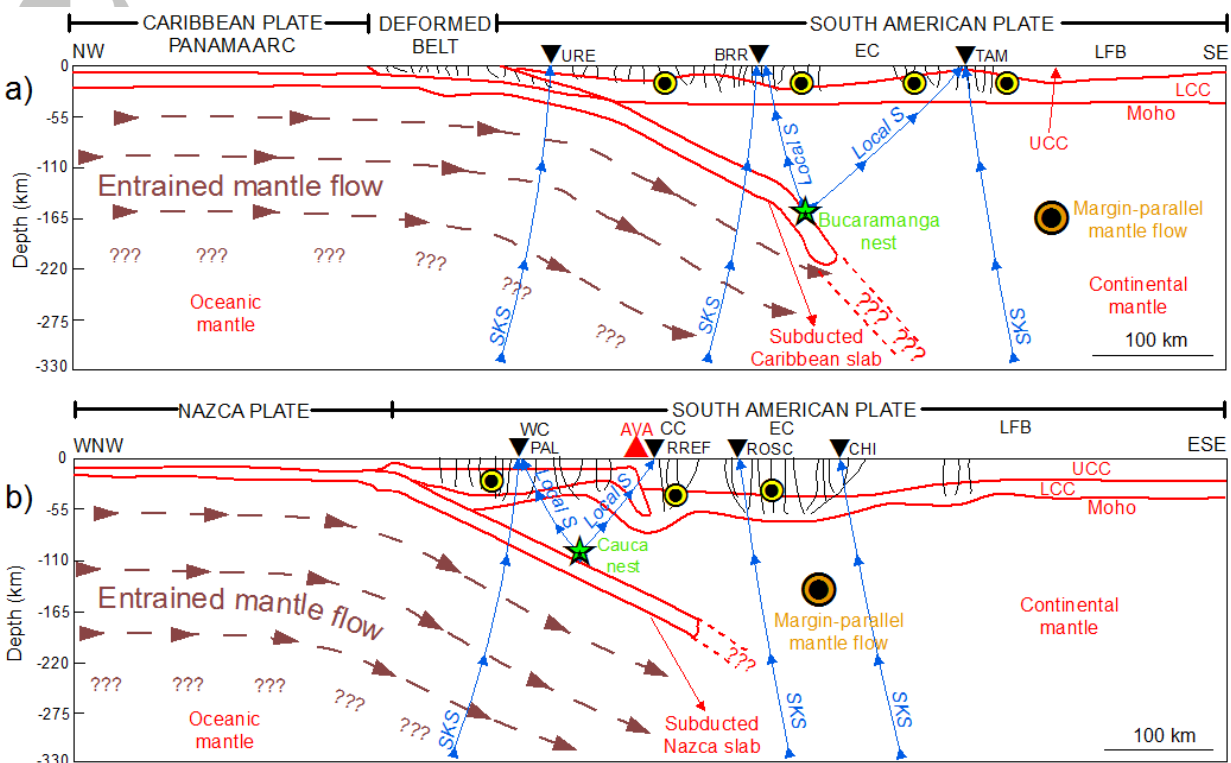 CARIBBEAN PLATE
PANAMA ARC
DEFORMED
BELT
SOUTH AMERICAN PLATE
NW
URE
BRR
EC
TAM
LFB
SE
a)
0
-55
-110
-165
-220
-275
-330
Depth (km)
LCC
Moho
UCC
Local S
Local S
Entrained mantle flow
Bucaramanga
nest
Margin-parallel
mantle flow
??? ??? ??? ??? ??? ???
Oceanic
mantle
SKS
SKS
SKS
??? ???
Subducted
Caribbean slab
Continental
mantle
100 km
NAZCA PLATE
SOUTH AMERICAN PLATE
WNW
WC
PAL
AVA
CC
RREF
EC
ROSC
CHI
LFB
ESE
b)
0
-55
-110
-165
-220
-275
-330
Depth (km)
UCC
LCC
Moho
Local S
Local S
Cauca
nest
Entrained mantle flow
Margin-parallel
mantle flow
Continental
mantle
???
??? ??? ??? ??? ???
Oceanic
mantle
SKS
SKS
SKS
Subducted
Nazca slab
100 km